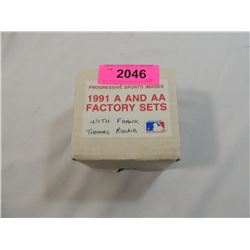 2046
PROGRESSIVE SPORTS IMAGES
1991 A AND AA
FACTORY SETS
WITH FRANK
THOMAS ROOKIE